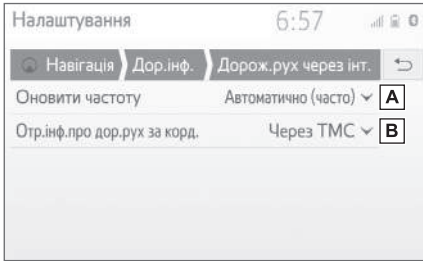 Налаштування 6:57
Навігація Дор.інф. Дорож.рух через інт.
Оновити частоту Автоматично (часто) A
Отр.інф.про дор.рух за корд. Через TMC B